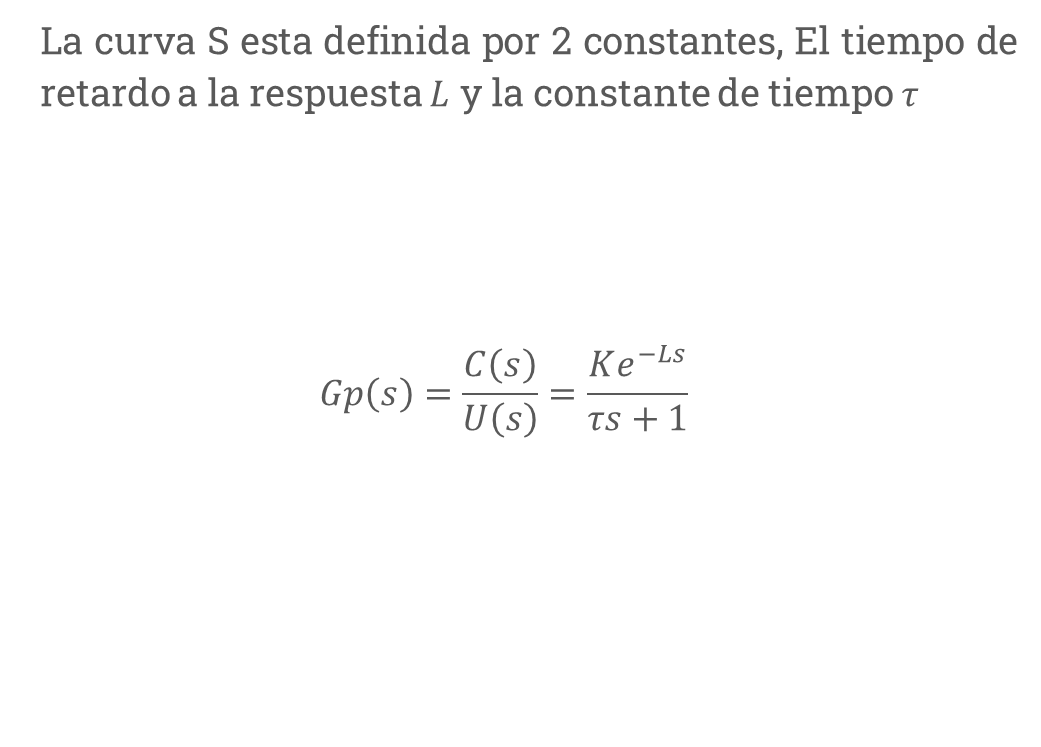 La curva S esta definida por 2 constantes, El tiempo de
retardo a la respuesta L y la constante de tiempo τ
Gp(s) = C(s)/U(s) = Ke^{-Ls}/τs + 1